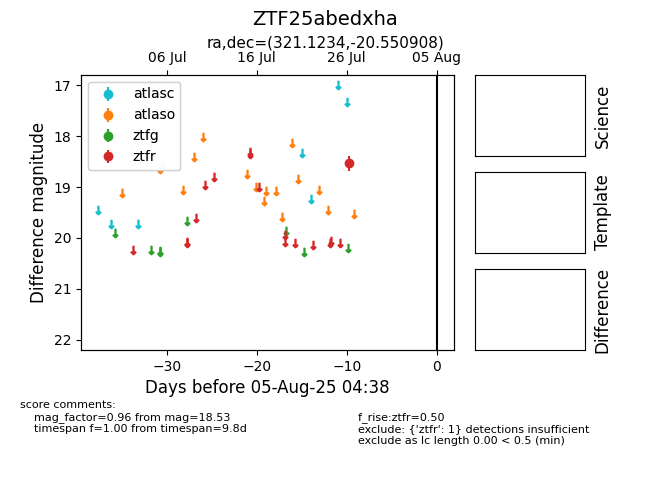 ZTF25abedxha
ra,dec=(321.1234,-20.550908)
06 Jul 16 Jul 26 Jul 05 Aug
17
18
19
20
21
22
Difference magnitude
atlasc
atlaso
ztfg
ztfr
−30 −20 −10 0
Days before 05-Aug-25 04:38
Science
Template
Difference
score comments:
mag_factor=0.96 from mag=18.53
timespan f=1.00 from timespan=9.8d
f_rise:ztfr=0.50
exclude: {'ztfr': 1} detections insufficient
exclude as lc length 0.00 < 0.5 (min)